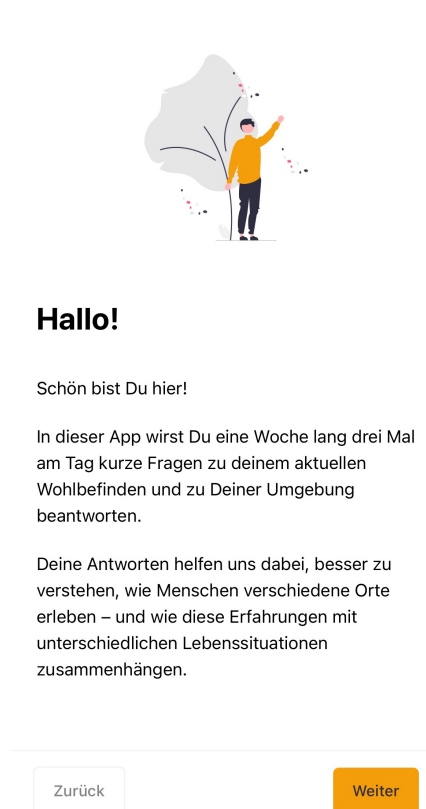 Hallo!
Schön bist Du hier!
In dieser App wirst Du eine Woche lang drei Mal
am Tag kurze Fragen zu deinem aktuellen
Wohlbefinden und zu Deiner Umgebung
beantworten.
Deine Antworten helfen uns dabei, besser zu
verstehen, wie Menschen verschiedene Orte
erleben – und wie diese Erfahrungen mit
unterschiedlichen Lebenssituationen
zusammenhängen.
Zurück
Weiter